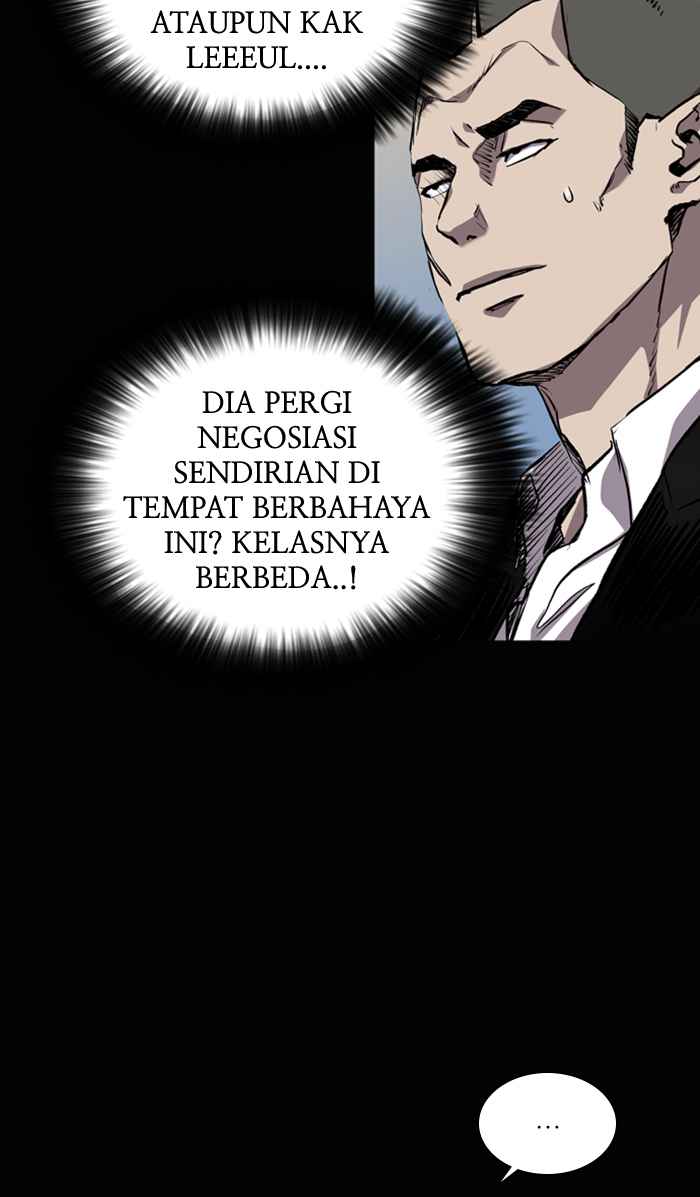 ATAUPUN KAK
LEEEUL....
DIA PERGI
NEGOSIASI
SENDIRIAN DI
TEMPAT BERBAHAYA
INI? KELASNYA
BERBEDA..!
...